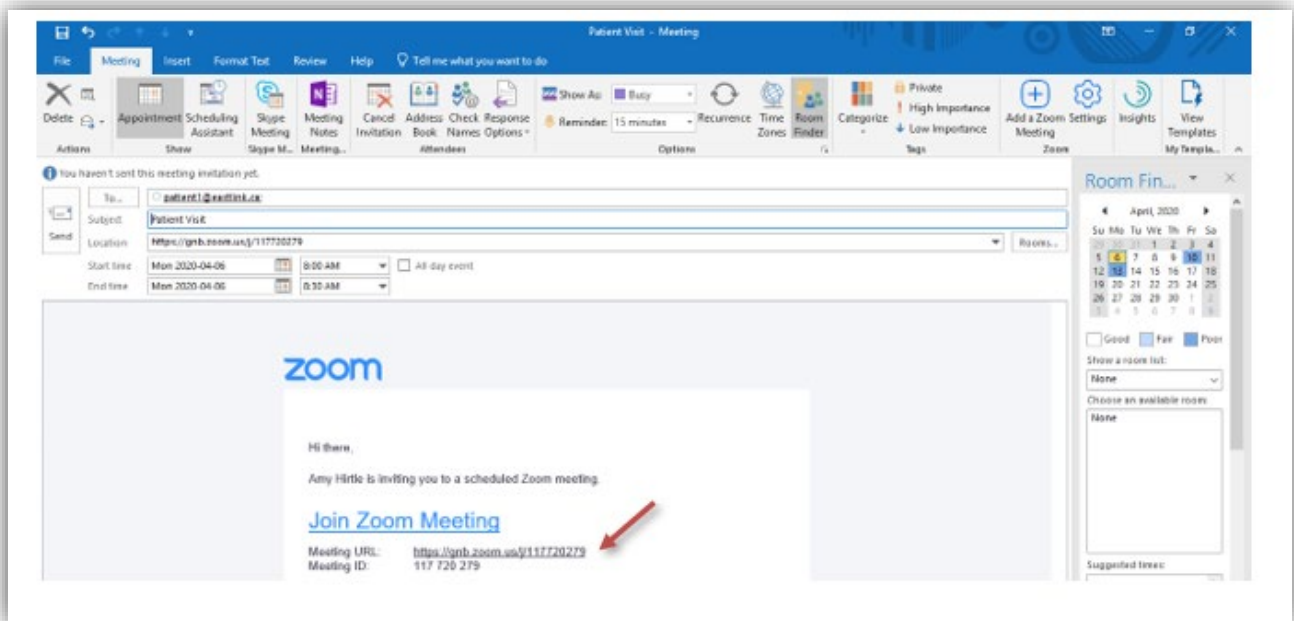 Patient Visit - Meeting
File Meeting Insert Format Text Review Help Tell me what you want to do
Delete Appointment Scheduling Assistant Skype Meeting Meeting Notes Cancel Invitation Address Book Check Names Response Options Show As: Busy Reminder: 15 minutes Recurrence Time Zones Room Finder Categorize Private High Importance Low Importance Add a Zoom Meeting Settings Insights View Templates
Actions Show Skype M... Meeting... Attendees Options Tags Zoom My Templa...
You haven't sent this meeting invitation yet.
Send
To... patient1@eastlink.ca
Subject Patient Visit
Location https://gnb.zoom.us/j/117720279 Rooms...
Start time Mon 2020-04-06 8:00 AM All day event
End time Mon 2020-04-06 8:30 AM
zoom
Hi there,
Amy Hirtle is inviting you to a scheduled Zoom meeting.
Join Zoom Meeting
Meeting URL: https://gnb.zoom.us/j/117720279
Meeting ID: 117 720 279
Room Fin...
April, 2020
Su Mo Tu We Th Fr Sa
29 30 31 1 2 3 4
5 6 7 8 9 10 11
12 13 14 15 16 17 18
19 20 21 22 23 24 25
26 27 28 29 30 1 2
3 4 5 6 7 8 9
Good Fair Poor
Show a room list:
None
Choose an available room:
None
Suggested times: